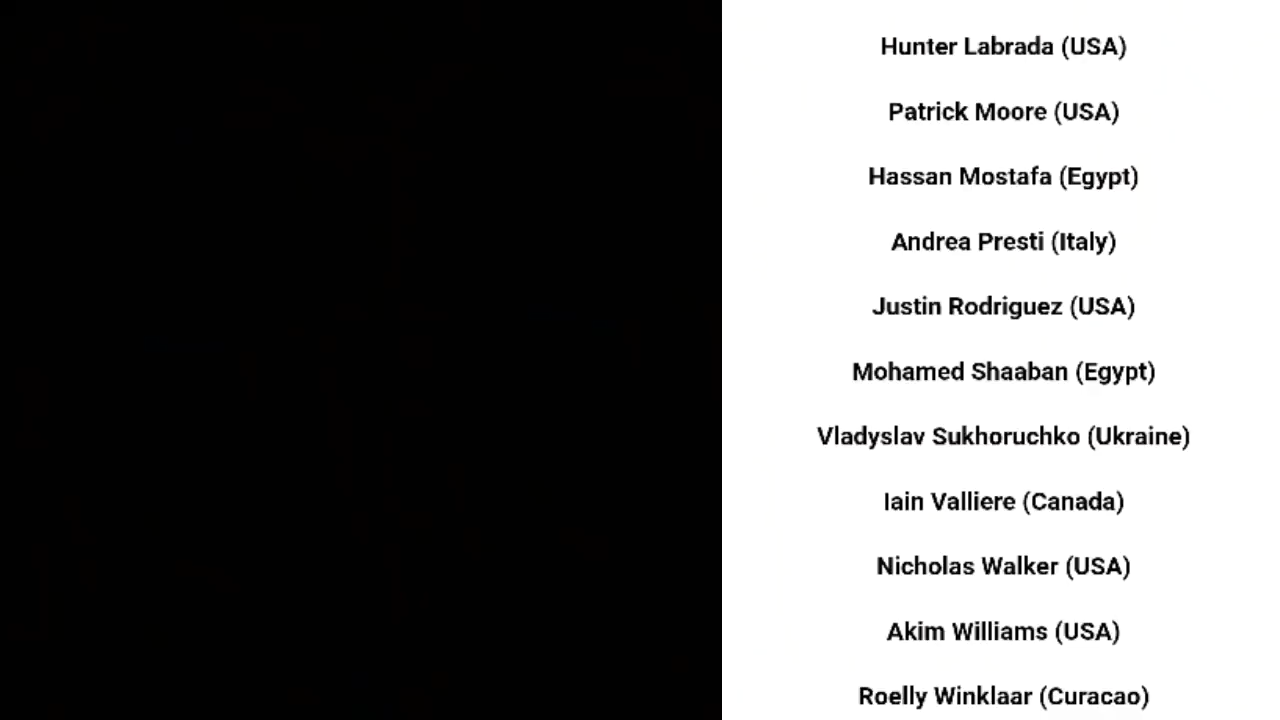 Hunter Labrada (USA)
Patrick Moore (USA)
Hassan Mostafa (Egypt)
Andrea Presti (Italy)
Justin Rodriguez (USA)
Mohamed Shaaban (Egypt)
Vladyslav Sukhoruchko (Ukraine)
Iain Valliere (Canada)
Nicholas Walker (USA)
Akim Williams (USA)
Roelly Winklaar (Curacao)